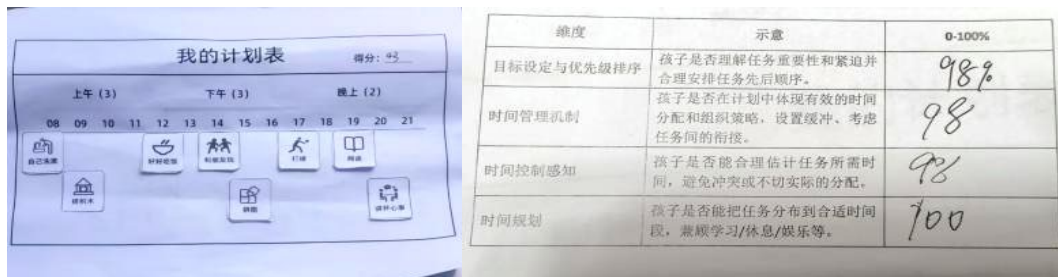 我的计划表
得分: 43
上午 (3)
下午 (3)
晚上 (2)
08 09 10 11 12 13 14 15 16 17 18 19 20 21
自己洗漱
好好吃饭
和朋友玩
打球
阅读
搭积木
拼图
谈谈心事
维度
示意
0-100%
目标设定与优先级排序
孩子是否理解任务重要性和紧迫并
合理安排任务先后顺序。
98%
时间管理机制
孩子是否在计划中体现有效的时间
分配和组织策略，设置缓冲、考虑
任务间的衔接。
98
时间控制感知
孩子是否能合理估计任务所需时
间，避免冲突或不切实际的分配。
98
时间规划
孩子是否能把任务分布到合适时间
段，兼顾学习/休息/娱乐等。
100